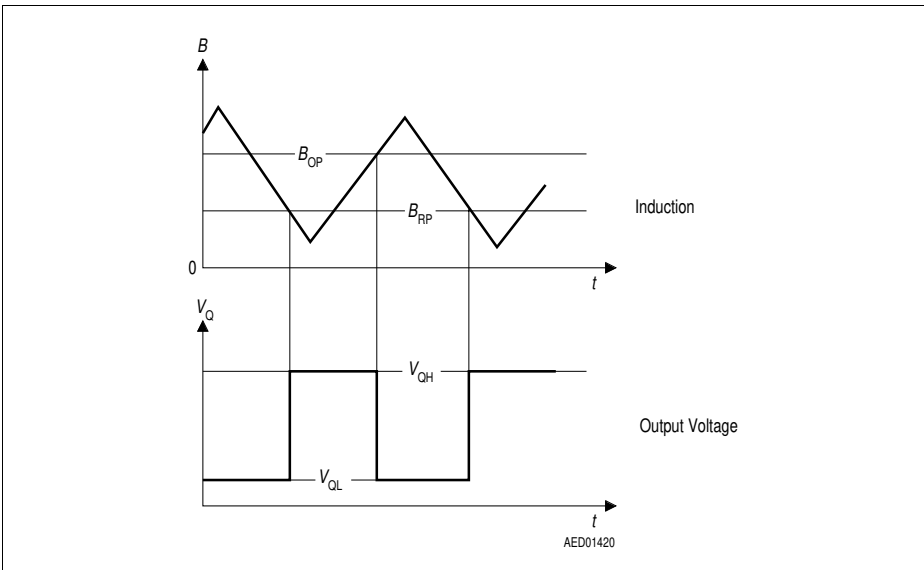 B
B_OP
B_RP
Induction
0
t
V_Q
V_QH
Output Voltage
V_QL
t
AED01420